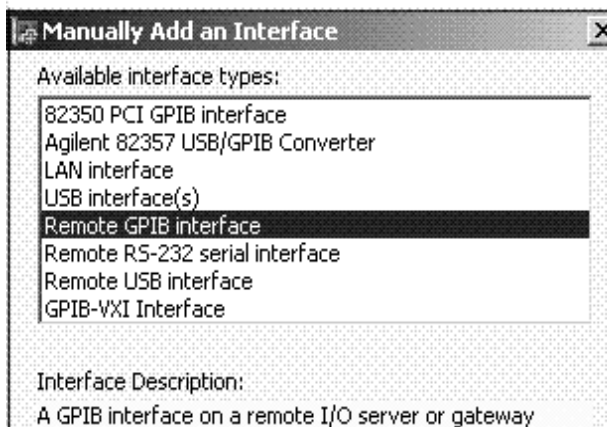 Manually Add an Interface
Available interface types:
82350 PCI GPIB interface
Agilent 82357 USB/GPIB Converter
LAN interface
USB interface(s)
Remote GPIB interface
Remote RS-232 serial interface
Remote USB interface
GPIB-VXI Interface
Interface Description:
A GPIB interface on a remote I/O server or gateway